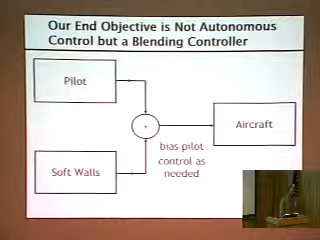 Our End Objective is Not Autonomous
Control but a Blending Controller
Pilot
+
Aircraft
bias pilot
control as
needed
Soft Walls